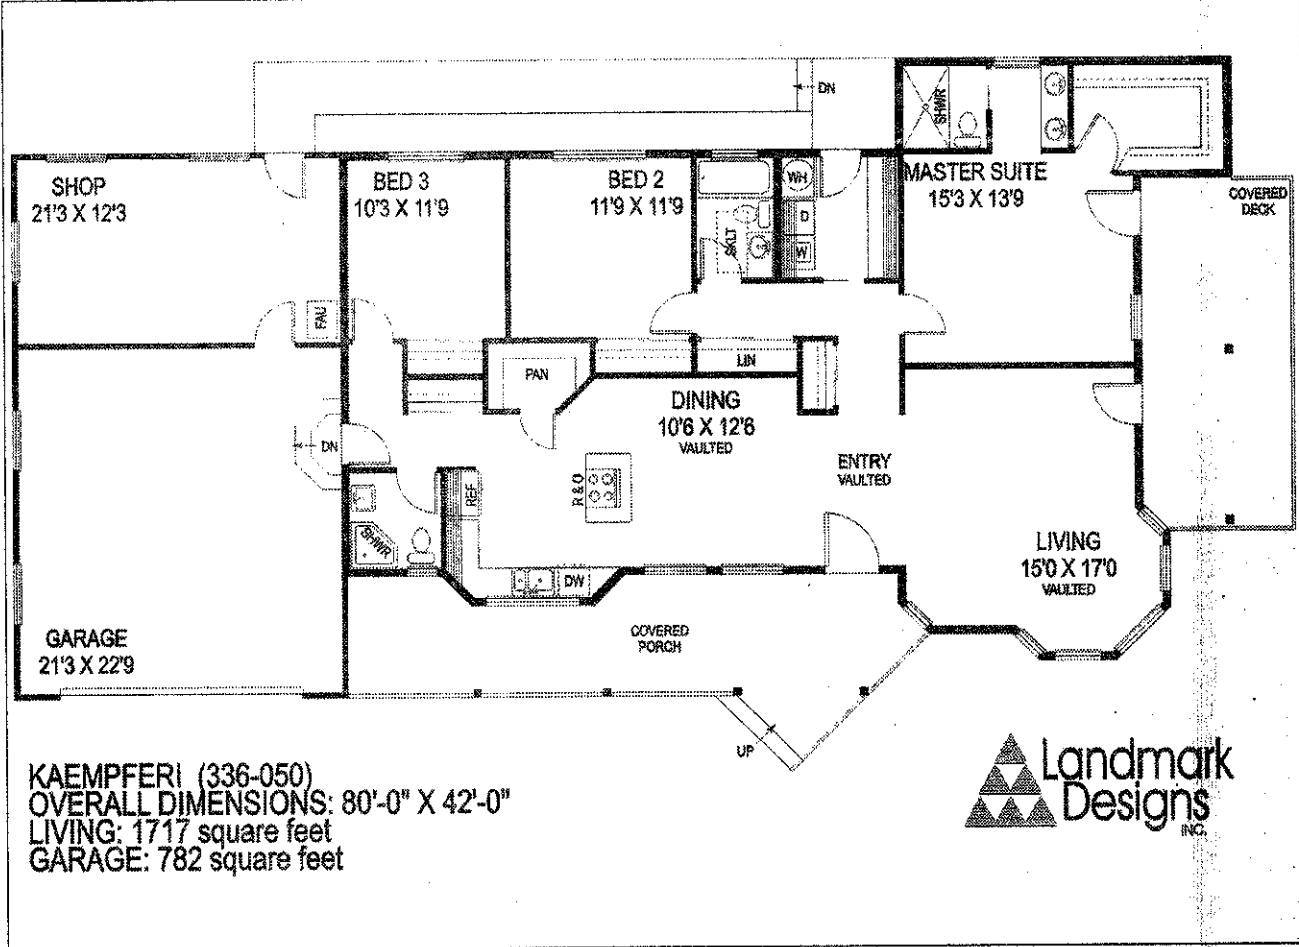 DN
SHWR
SHOP
21'3 X 12'3
BED 3
10'3 X 11'9
BED 2
11'9 X 11'9
WH
MASTER SUITE
15'3 X 13'9
COVERED
DECK
D
W
SKLT
FAU
PAN
LIN
DINING
10'6 X 12'6
VAULTED
DN
ENTRY
VAULTED
R&O
REF
SHWR
DW
LIVING
15'0 X 17'0
VAULTED
GARAGE
21'3 X 22'9
COVERED
PORCH
UP
KAEMPFERI (336-050)
OVERALL DIMENSIONS: 80'-0" X 42'-0"
LIVING: 1717 square feet
GARAGE: 782 square feet
Landmark
Designs
INC.